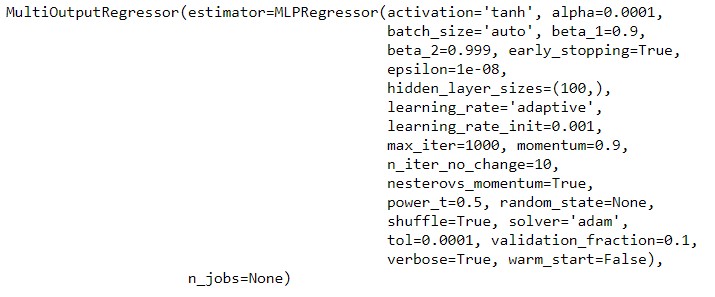 MultiOutputRegressor(estimator=MLPRegressor(activation='tanh', alpha=0.0001,
batch_size='auto', beta_1=0.9,
beta_2=0.999, early_stopping=True,
epsilon=1e-08,
hidden_layer_sizes=(100,),
learning_rate='adaptive',
learning_rate_init=0.001,
max_iter=1000, momentum=0.9,
n_iter_no_change=10,
nesterovs_momentum=True,
power_t=0.5, random_state=None,
shuffle=True, solver='adam',
tol=0.0001, validation_fraction=0.1,
verbose=True, warm_start=False),
n_jobs=None)